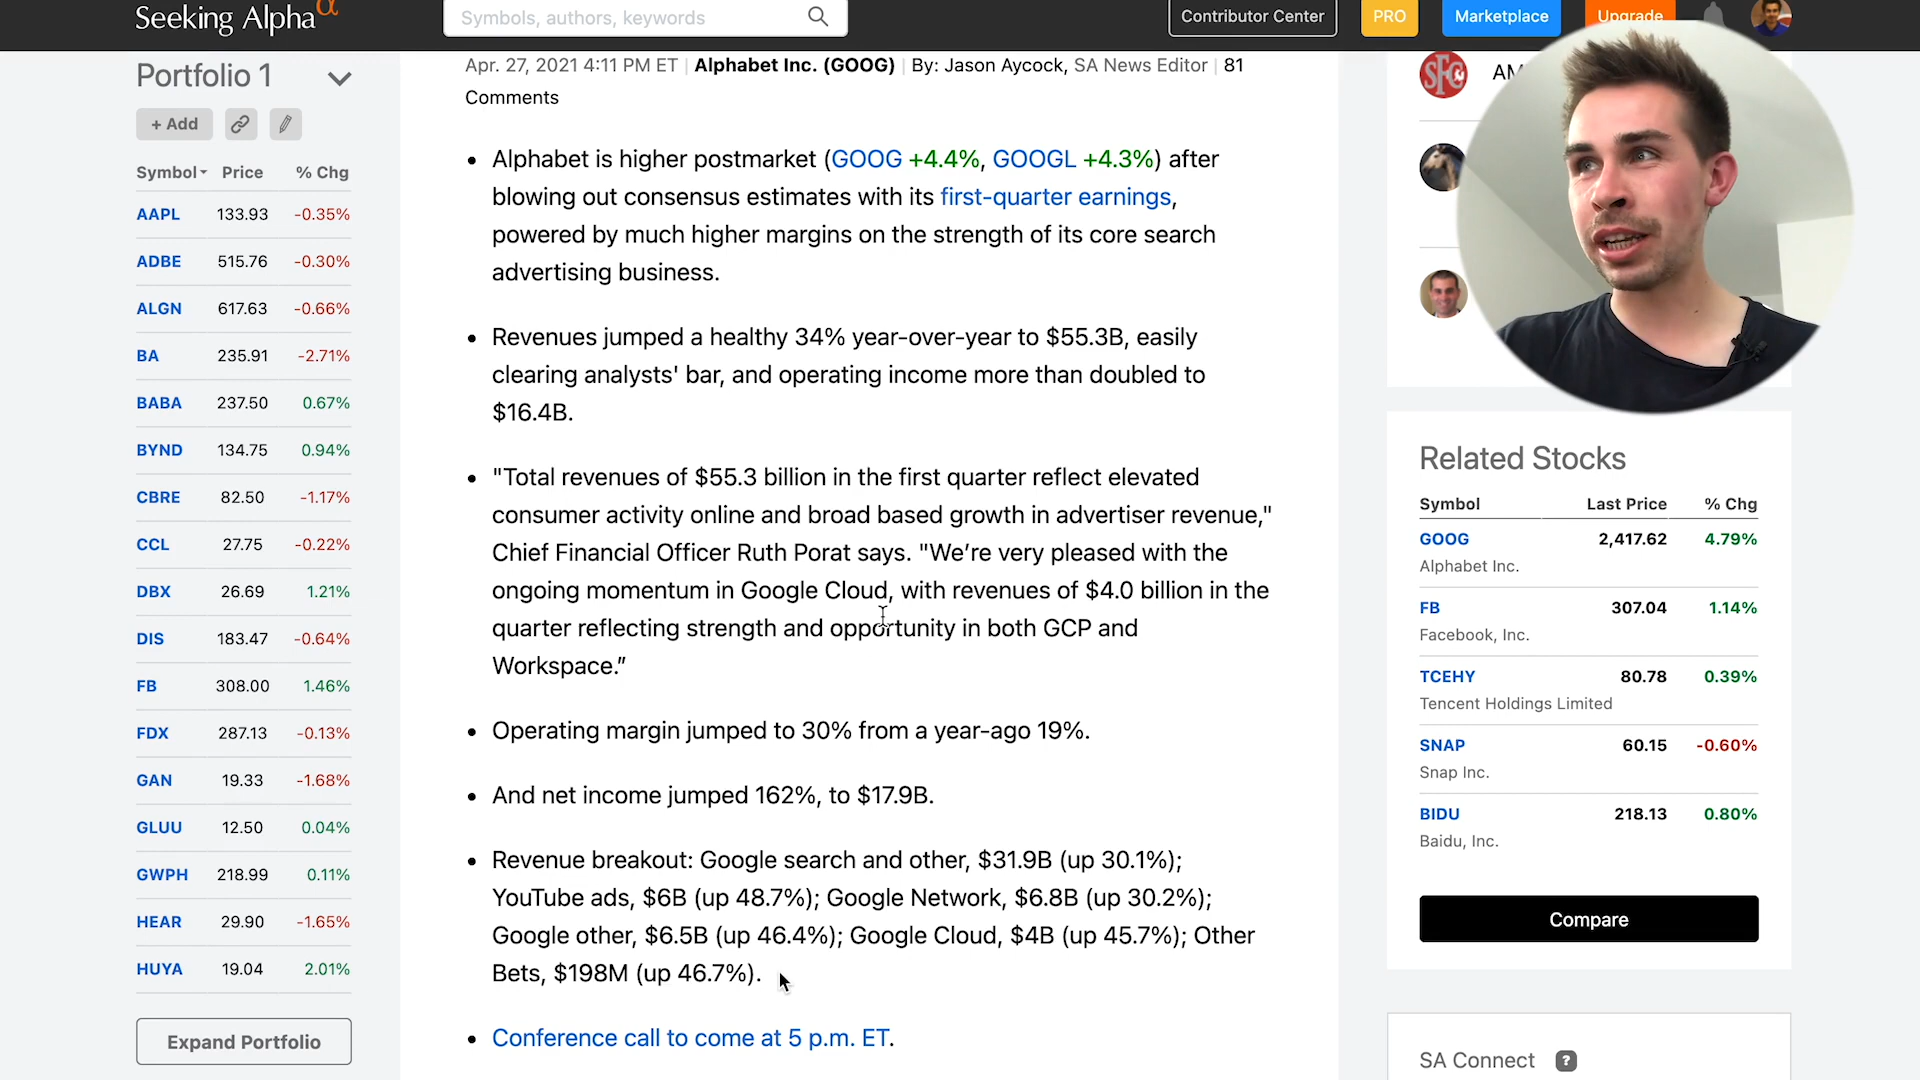 Seeking Alpha α
Symbols, authors, keywords
Contributor Center
PRO
Marketplace
Upgrade
Portfolio 1
+ Add
Symbol Price % Chg
AAPL 133.93 -0.35%
ADBE 515.76 -0.30%
ALGN 617.63 -0.66%
BA 235.91 -2.71%
BABA 237.50 0.67%
BYND 134.75 0.94%
CBRE 82.50 -1.17%
CCL 27.75 -0.22%
DBX 26.69 1.21%
DIS 183.47 -0.64%
FB 308.00 1.46%
FDX 287.13 -0.13%
GAN 19.33 -1.68%
GLUU 12.50 0.04%
GWPH 218.99 0.11%
HEAR 29.90 -1.65%
HUYA 19.04 2.01%
Expand Portfolio
Apr. 27, 2021 4:11 PM ET | Alphabet Inc. (GOOG) | By: Jason Aycock, SA News Editor | 81
Comments
• Alphabet is higher postmarket (GOOG +4.4%, GOOGL +4.3%) after
blowing out consensus estimates with its first-quarter earnings,
powered by much higher margins on the strength of its core search
advertising business.
• Revenues jumped a healthy 34% year-over-year to $55.3B, easily
clearing analysts' bar, and operating income more than doubled to
$16.4B.
• "Total revenues of $55.3 billion in the first quarter reflect elevated
consumer activity online and broad based growth in advertiser revenue,"
Chief Financial Officer Ruth Porat says. "We’re very pleased with the
ongoing momentum in Google Cloud, with revenues of $4.0 billion in the
quarter reflecting strength and opportunity in both GCP and
Workspace.”
• Operating margin jumped to 30% from a year-ago 19%.
• And net income jumped 162%, to $17.9B.
• Revenue breakout: Google search and other, $31.9B (up 30.1%);
YouTube ads, $6B (up 48.7%); Google Network, $6.8B (up 30.2%);
Google other, $6.5B (up 46.4%); Google Cloud, $4B (up 45.7%); Other
Bets, $198M (up 46.7%).
• Conference call to come at 5 p.m. ET.
SFG
Related Stocks
Symbol Last Price % Chg
GOOG 2,417.62 4.79%
Alphabet Inc.
FB 307.04 1.14%
Facebook, Inc.
TCEHY 80.78 0.39%
Tencent Holdings Limited
SNAP 60.15 -0.60%
Snap Inc.
BIDU 218.13 0.80%
Baidu, Inc.
Compare
SA Connect ?